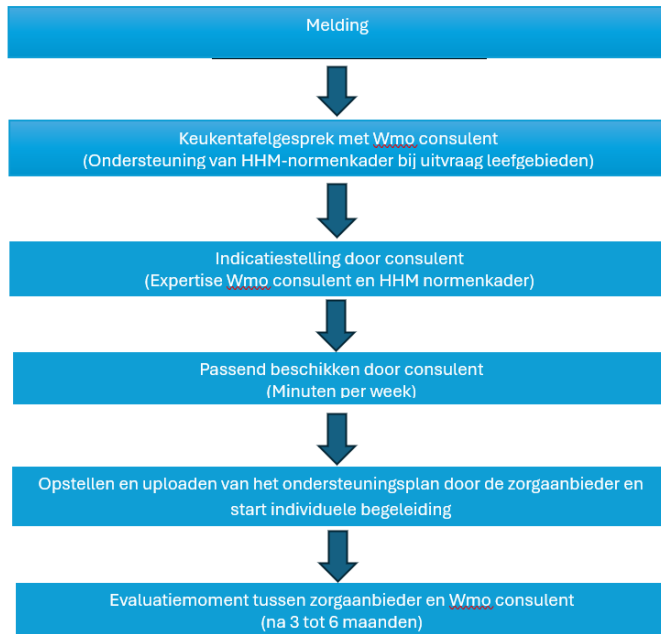 Melding
Keukentafelgesprek met Wmo consulent
(Ondersteuning van HHM-normenkader bij uitvraag leefgebieden)
Indicatiestelling door consulent
(Expertise Wmo consulent en HHM normenkader)
Passend beschikken door consulent
(Minuten per week)
Opstellen en uploaden van het ondersteuningsplan door de zorgaanbieder en
start individuele begeleiding
Evaluatiemoment tussen zorgaanbieder en Wmo consulent
(na 3 tot 6 maanden)